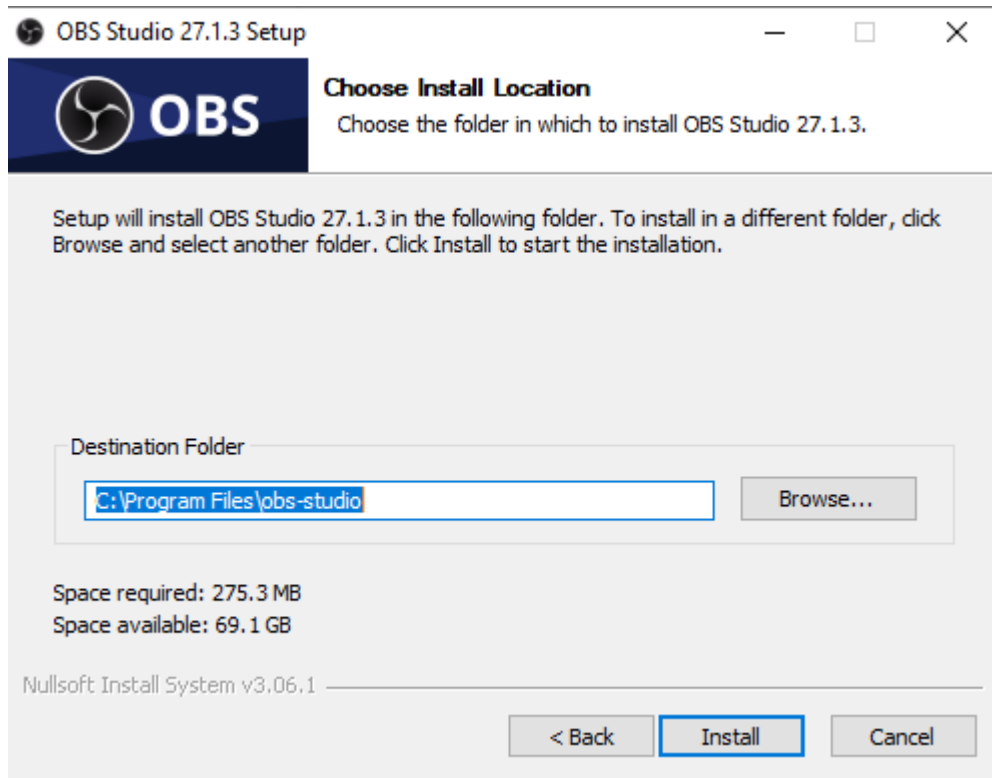 OBS Studio 27.1.3 Setup
OBS
Choose Install Location
Choose the folder in which to install OBS Studio 27.1.3.
Setup will install OBS Studio 27.1.3 in the following folder. To install in a different folder, click
Browse and select another folder. Click Install to start the installation.
Destination Folder
C:\Program Files\obs-studio
Browse...
Space required: 275.3 MB
Space available: 69.1 GB
Nullsoft Install System v3.06.1
< Back
Install
Cancel